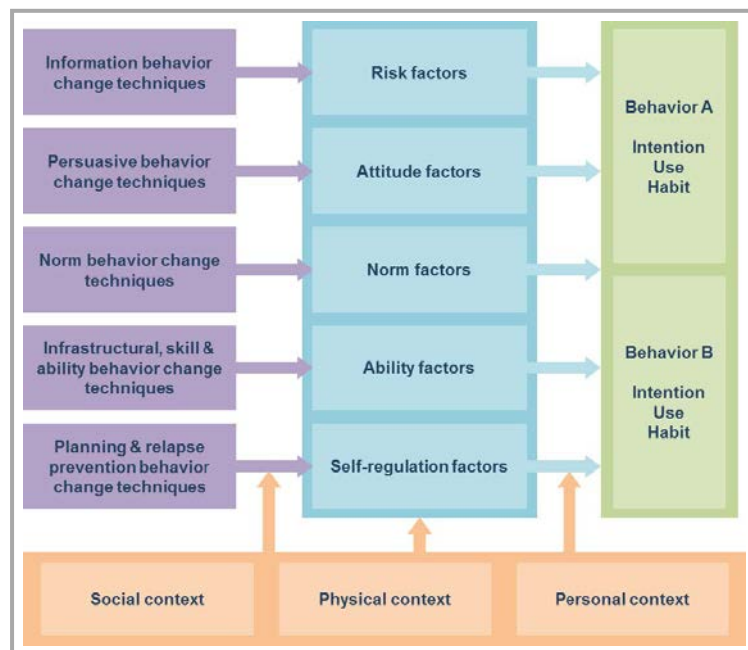 Information behavior
change techniques
Risk factors
Persuasive behavior
change techniques
Attitude factors
Norm behavior change
techniques
Norm factors
Infrastructural, skill &
ability behavior change
techniques
Ability factors
Planning & relapse
prevention behavior
change techniques
Self-regulation factors
Behavior A
Intention
Use
Habit
Behavior B
Intention
Use
Habit
Social context
Physical context
Personal context